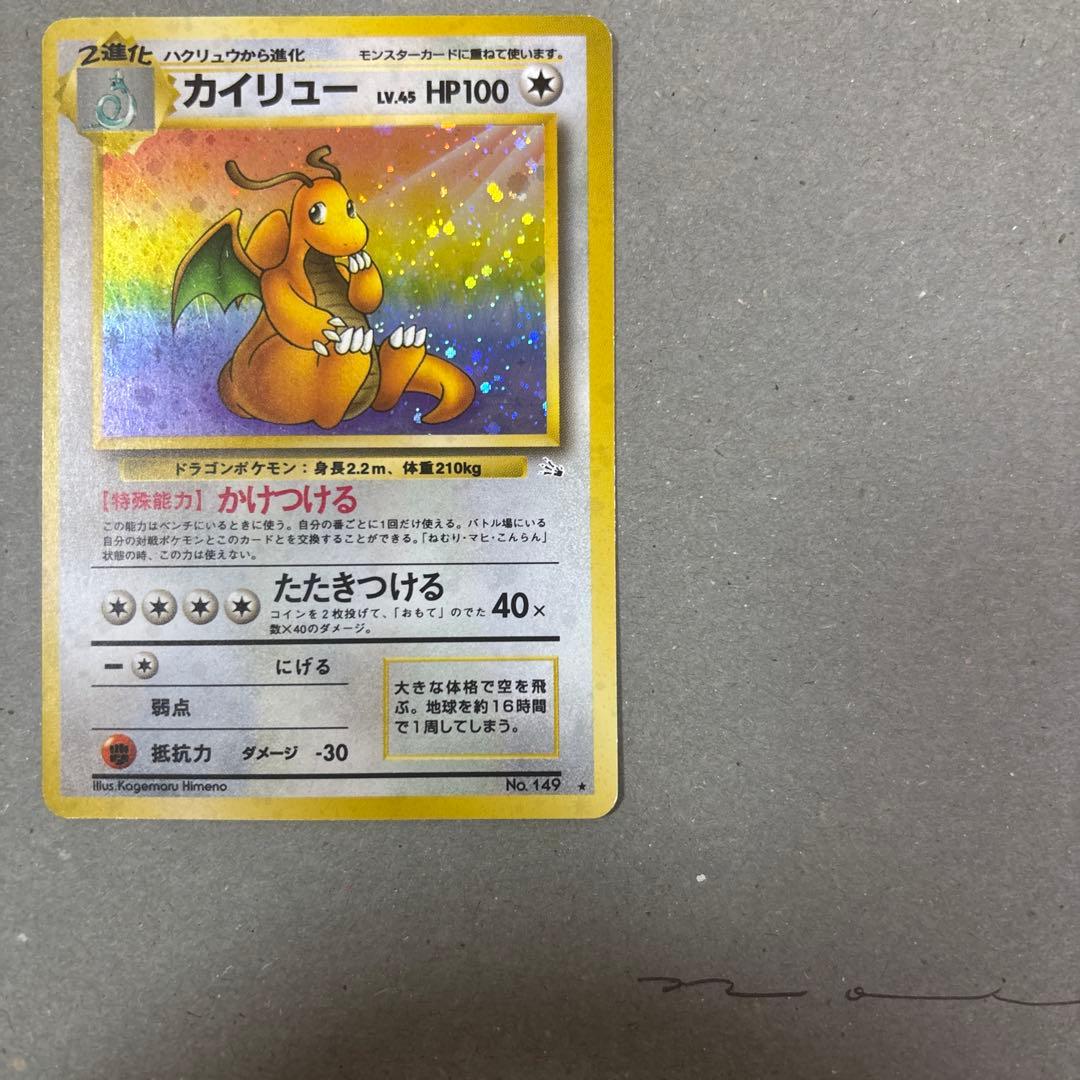 2進化 ハクリュウから進化 モンスターカードに重ねて使います。
カイリュー LV.45 HP100
ドラゴンポケモン：身長2.2m、体重210kg
【特殊能力】かけつける
この能力はベンチにいるときに使う。自分の番ごとに1回だけ使える。バトル場にいる
自分の対戦ポケモンとこのカードとを交換することができる。「ねむり・マヒ・こんらん」
状態の時、この力は使えない。
たたきつける 40×
コインを2枚投げて、「おもて」のでた
数×40のダメージ。
にげる
弱点
抵抗力 ダメージ -30
大きな体格で空を飛
ぶ。地球を約16時間
で1周してしまう。
Illus.Kagemaru Himeno No. 149 ★